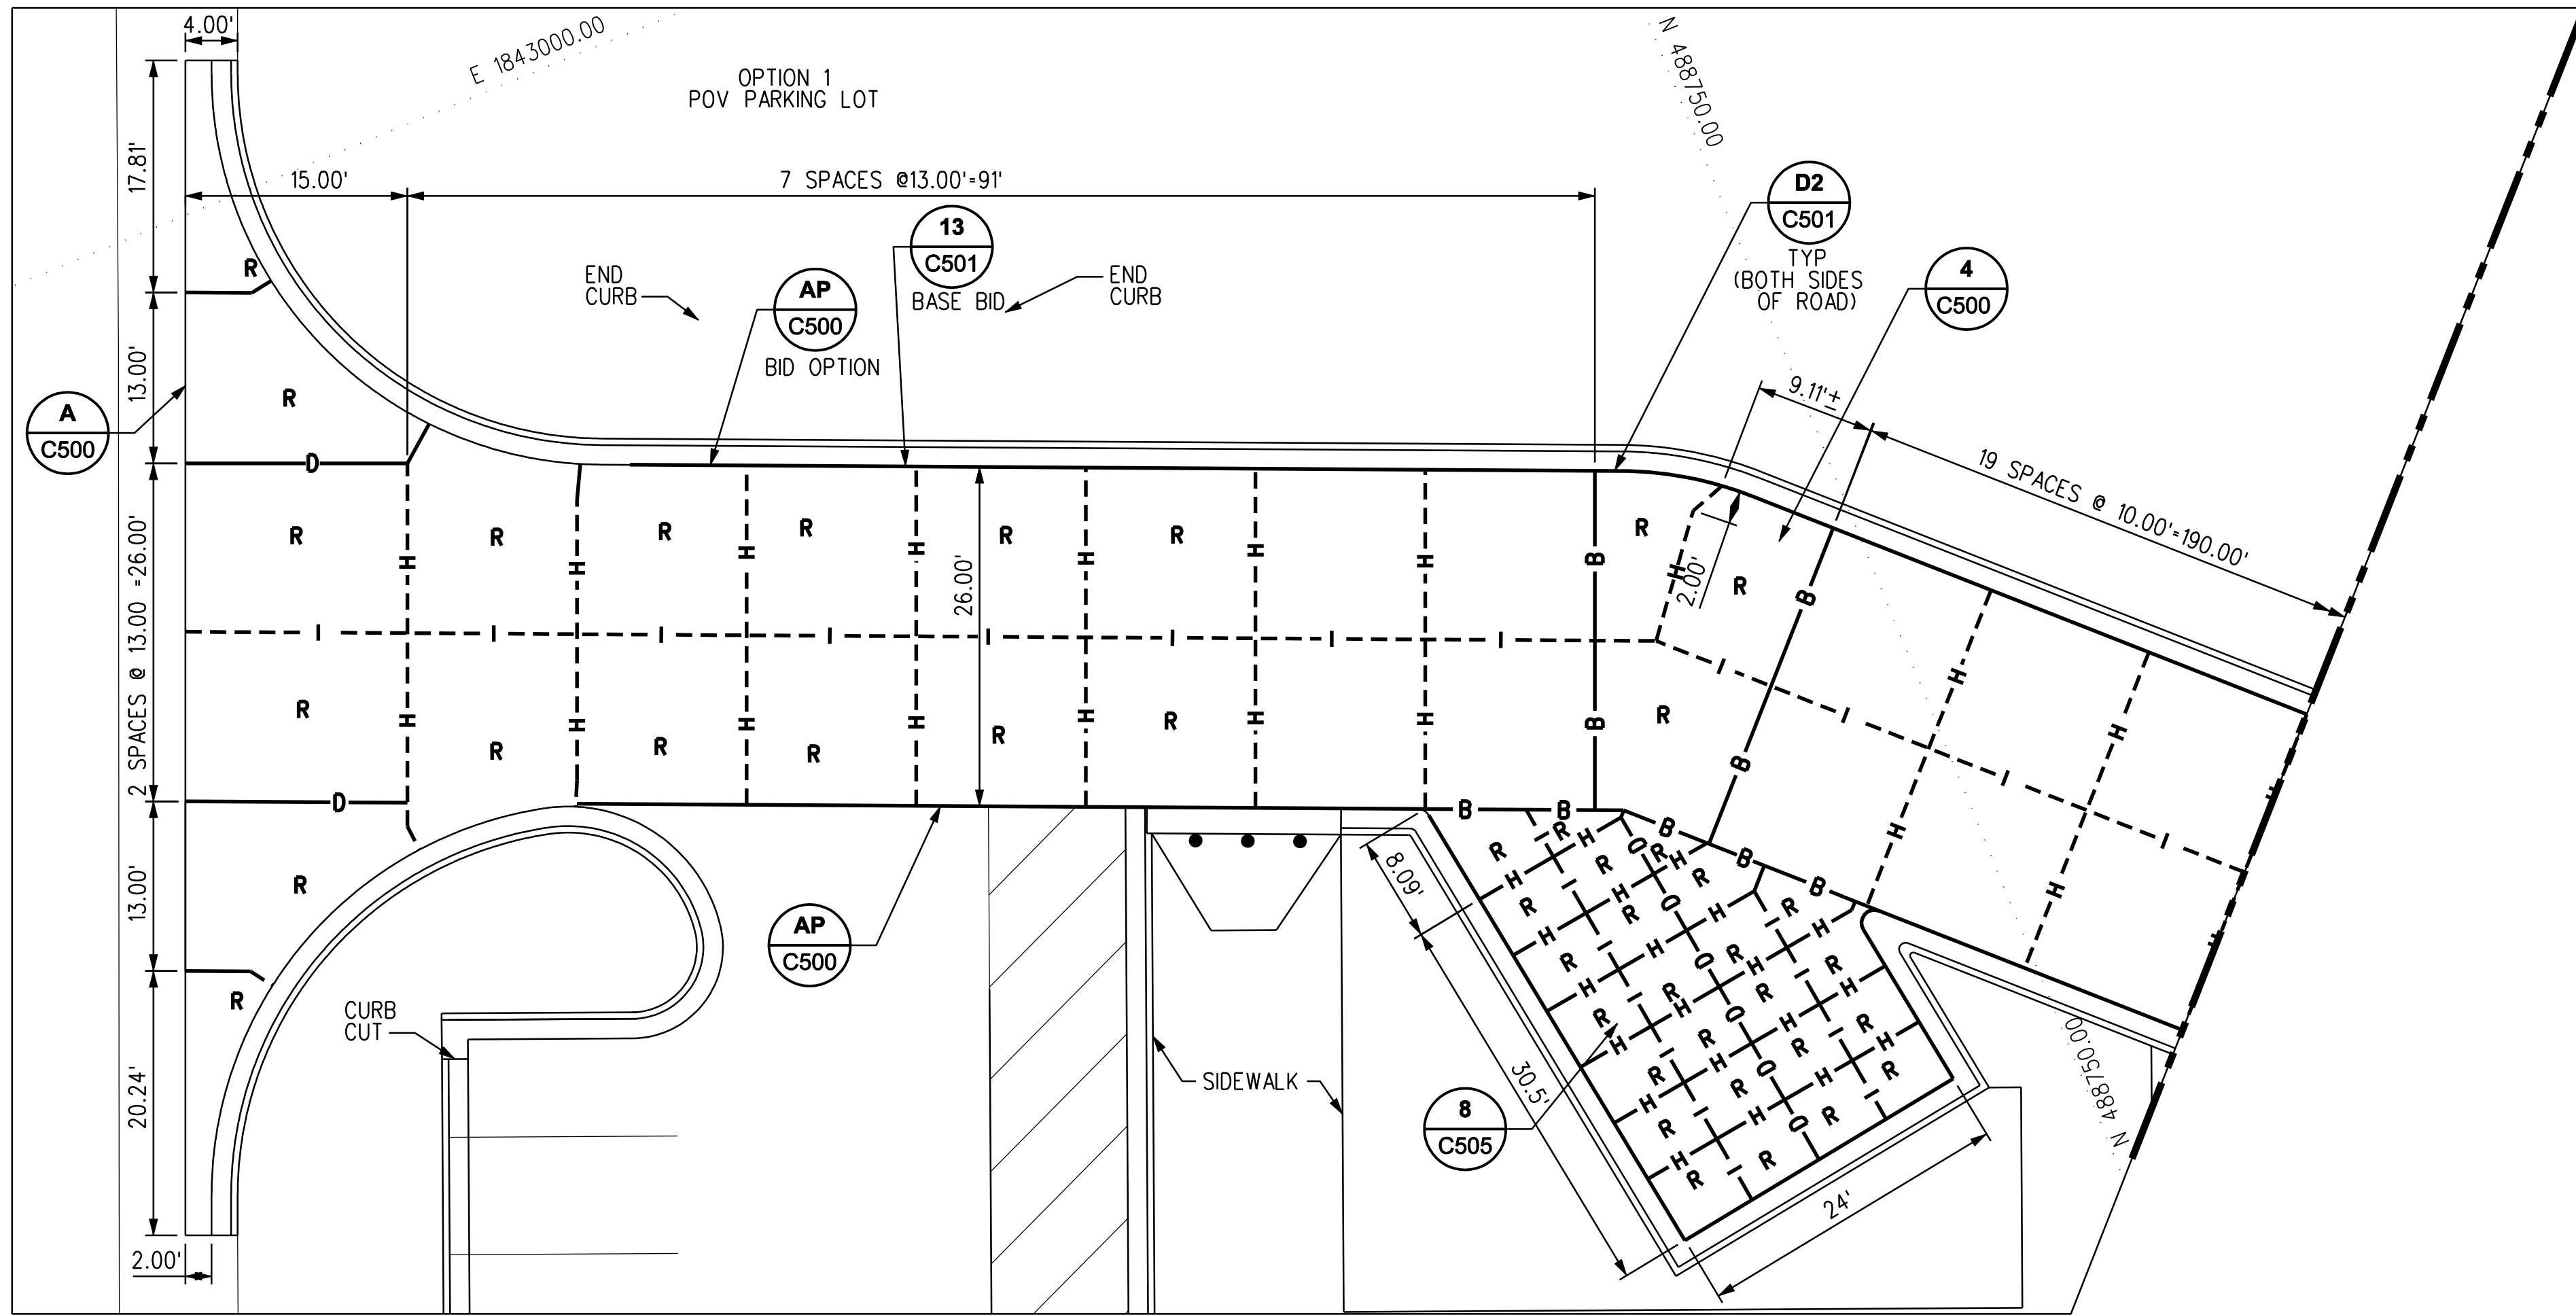 4.00'
E 1843000.00
OPTION 1
POV PARKING LOT
N 488750.00
17.81'
15.00'
7 SPACES @13.00'=91'
D2
C501
TYP
(BOTH SIDES
OF ROAD)
13
C501
BASE BID
END
CURB
END
CURB
AP
C500
BID OPTION
4
C500
R
9.11'±
19 SPACES @ 10.00'=190.00'
13.00'
A
C500
R
D
2 SPACES @ 13.00 =26.00'
R R R R R R R R
H H H H H H H B H B
26.00'
2.00'
I I I I I I I I I I I I
R R R R R R R R
H H H H H H H B B H H H H
D
13.00'
R
R
20.24'
2.00'
CURB
CUT
AP
C500
SIDEWALK
B B B B B
8.09'
30.5'
R R R R R R R R R R R R R R R R R R R R R R R R
H H H H H H H H H H H H H H H H H H H H H H
D D D D D D D
8
C505
24'
N 488750.00